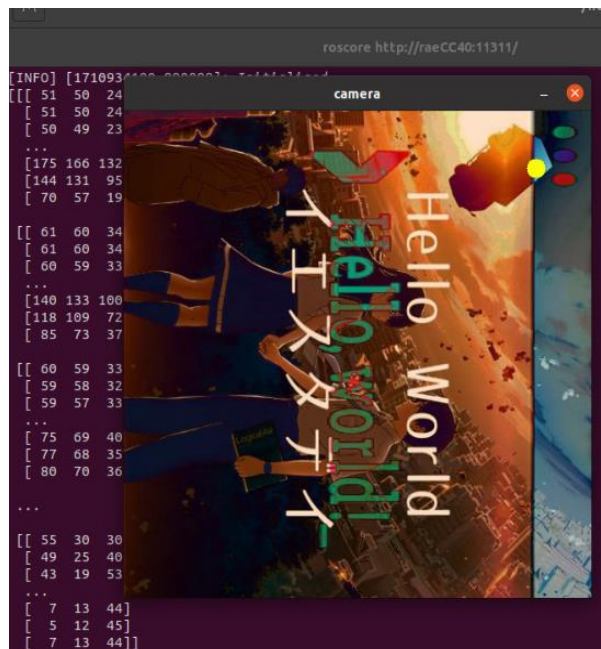 roscore http://raeCC40:11311/
[INFO] [1710934
camera
[[[ 51 50 24
[ 51 50 24
[ 50 49 23
...
[175 166 132
[144 131 95
[ 70 57 19
[[ 61 60 34
[ 61 60 34
[ 60 59 33
...
[140 133 100
[118 109 72
[ 85 73 37
[[ 60 59 33
[ 59 58 32
[ 59 57 33
...
[ 75 69 40
[ 77 68 35
[ 80 70 36
...
[[ 55 30 30
[ 49 25 40
[ 43 19 53
...
[ 7 13 44]
[ 5 12 45]
[ 7 13 44]]
Hello World
Hello, world!_
イエスタデイ